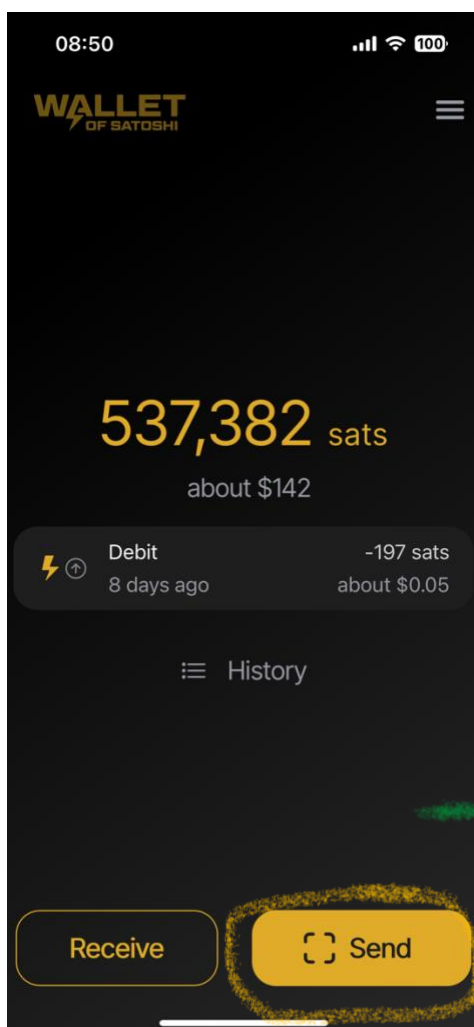 08:50 100
WALLET
OF SATOSHI
537,382 sats
about $142
Debit -197 sats
8 days ago about $0.05
History
Receive Send